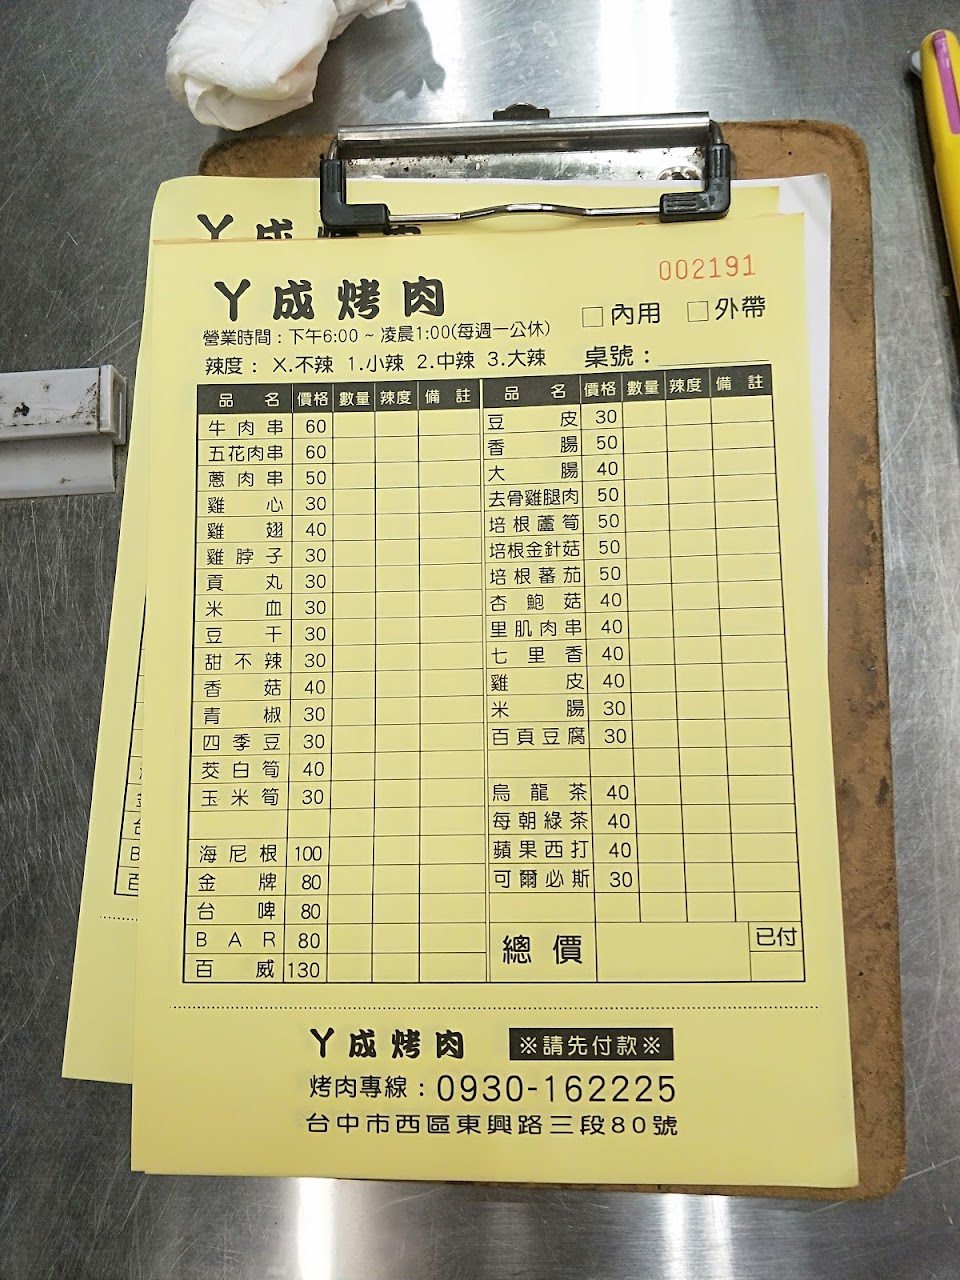 丫成烤肉
002191
丫成烤肉
□內用 □外帶
營業時間：下午6:00 ~ 凌晨1:00(每週一公休)
辣度： X.不辣 1.小辣 2.中辣 3.大辣 桌號：
品名 價格 數量 辣度 備註
牛肉串 60
五花肉串 60
蔥肉串 50
雞心 30
雞翅 40
雞脖子 30
貢丸 30
米血 30
豆干 30
甜不辣 30
香菇 40
青椒 30
四季豆 30
茭白筍 40
玉米筍 30
海尼根 100
金牌 80
台啤 80
BAR 80
百威 130
品名 價格 數量 辣度 備註
豆皮 30
香腸 50
大腸 40
去骨雞腿肉 50
培根蘆筍 50
培根金針菇 50
培根蕃茄 50
杏鮑菇 40
里肌肉串 40
七里香 40
雞皮 40
米腸 30
百頁豆腐 30
烏龍茶 40
每朝綠茶 40
蘋果西打 40
可爾必斯 30
總價 已付
丫成烤肉 ※請先付款※
烤肉專線：0930-162225
台中市西區東興路三段80號